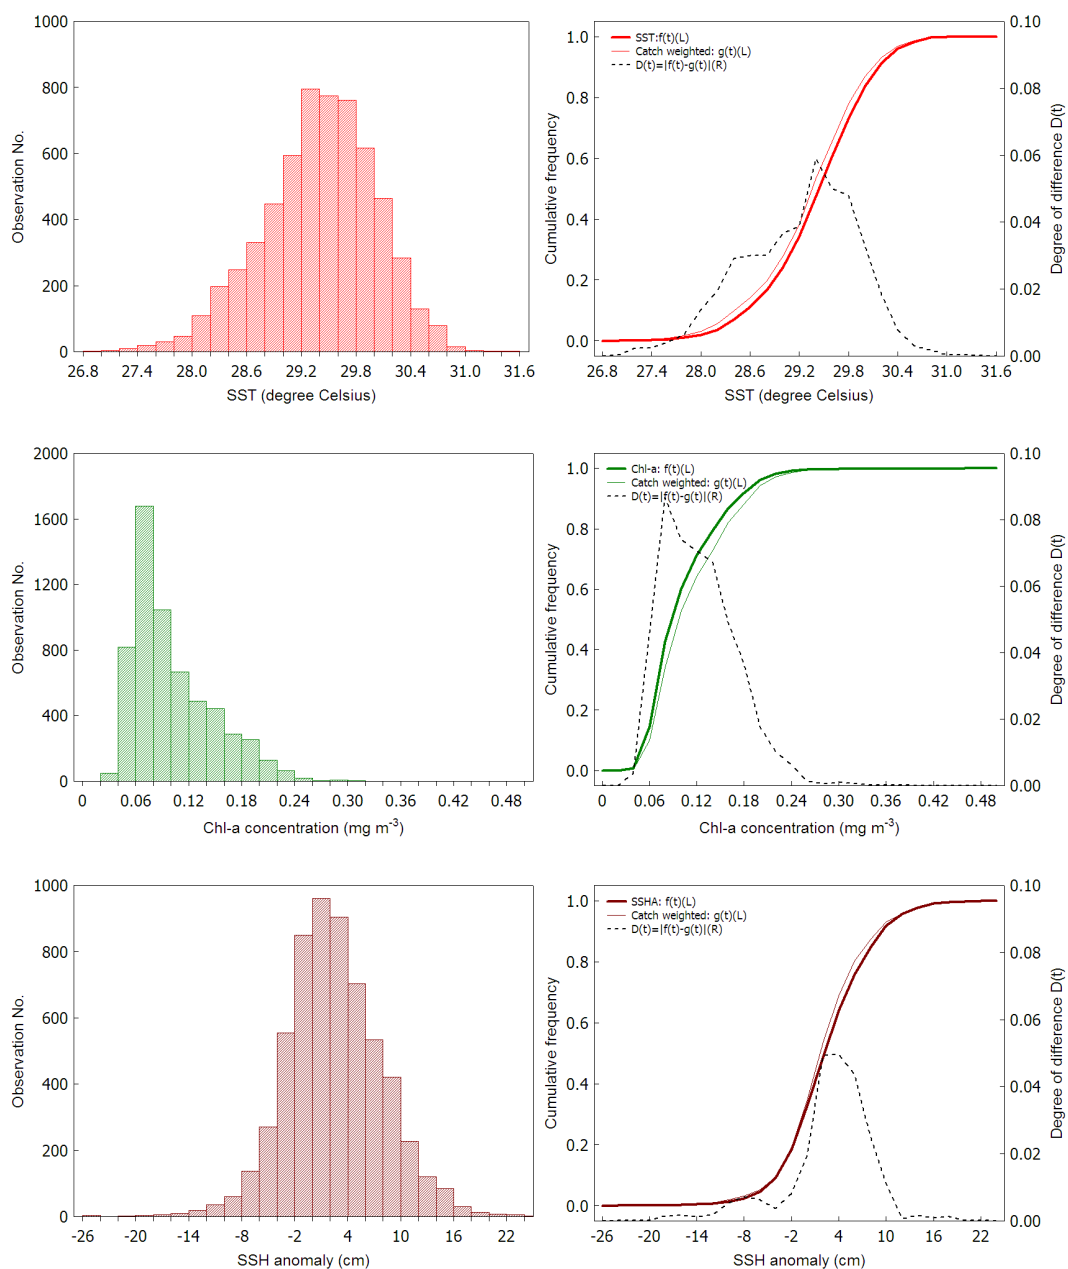 1000
800
600
400
200
0
Observation No.
26.8 27.4 28.0 28.6 29.2 29.8 30.4 31.0 31.6
SST (degree Celsius)
1.0
0.8
0.6
0.4
0.2
0.0
Cumulative frequency
SST:f(t)(L)
Catch weighted: g(t)(L)
D(t)=|f(t)-g(t)|(R)
0.10
0.08
0.06
0.04
0.02
0.00
Degree of difference D(t)
26.8 27.4 28.0 28.6 29.2 29.8 30.4 31.0 31.6
SST (degree Celsius)
2000
1600
1200
800
400
0
Observation No.
0 0.06 0.12 0.18 0.24 0.30 0.36 0.42 0.48
Chl-a concentration (mg m-3)
1.0
0.8
0.6
0.4
0.2
0.0
Cumulative frequency
Chl-a: f(t)(L)
Catch weighted: g(t)(L)
D(t)=|f(t)-g(t)|(R)
0.10
0.08
0.06
0.04
0.02
0.00
Degree of difference D(t)
0 0.06 0.12 0.18 0.24 0.30 0.36 0.42 0.48
Chl-a concentration (mg m-3)
1000
800
600
400
200
0
Observation No.
-26 -20 -14 -8 -2 4 10 16 22
SSH anomaly (cm)
1.0
0.8
0.6
0.4
0.2
0.0
Cumulative frequency
SSHA: f(t)(L)
Catch weighted: g(t)(L)
D(t)=|f(t)-g(t)|(R)
0.10
0.08
0.06
0.04
0.02
0.00
Degree of difference D(t)
-26 -20 -14 -8 -2 4 10 16 22
SSH anomaly (cm)